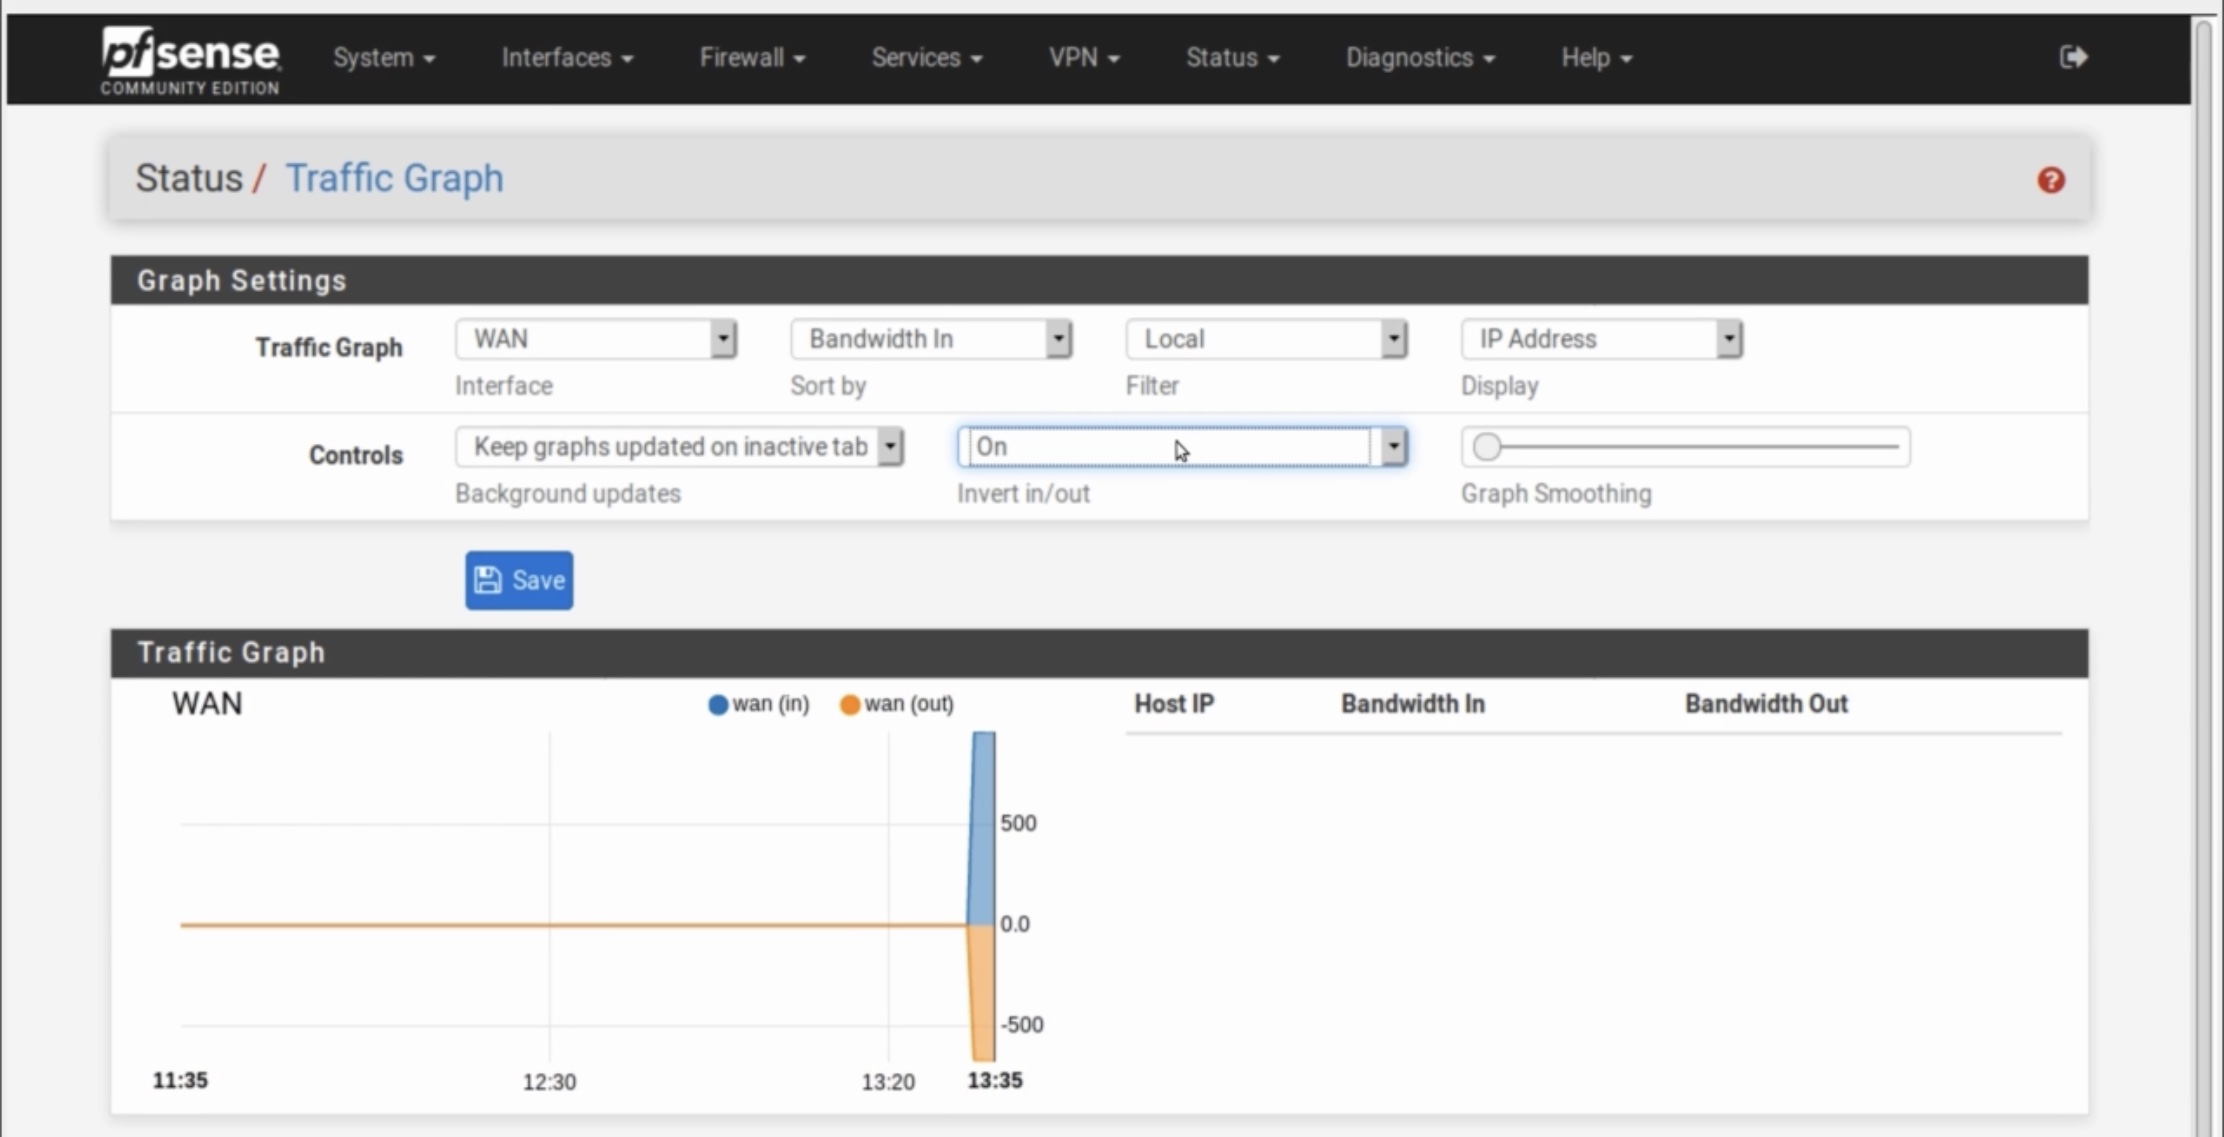 pfsense
COMMUNITY EDITION
System Interfaces Firewall Services VPN Status Diagnostics Help
Status / Traffic Graph
Graph Settings
Traffic Graph WAN Bandwidth In Local IP Address
Interface Sort by Filter Display
Controls Keep graphs updated on inactive tab On
Background updates Invert in/out Graph Smoothing
Save
Traffic Graph
WAN wan (in) wan (out) Host IP Bandwidth In Bandwidth Out
500
0.0
-500
11:35 12:30 13:20 13:35